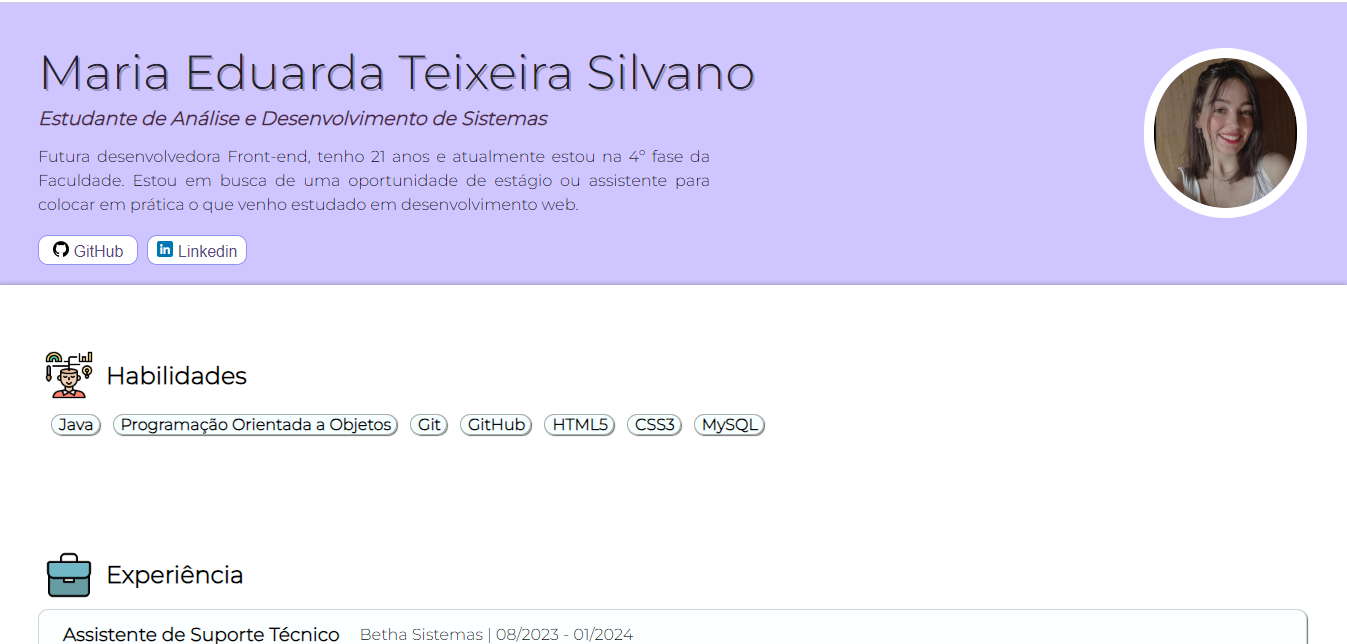 Maria Eduarda Teixeira Silvano
Estudante de Análise e Desenvolvimento de Sistemas
Futura desenvolvedora Front-end, tenho 21 anos e atualmente estou na 4º fase da
Faculdade. Estou em busca de uma oportunidade de estágio ou assistente para
colocar em prática o que venho estudado em desenvolvimento web.
GitHub in Linkedin
Habilidades
Java Programação Orientada a Objetos Git GitHub HTML5 CSS3 MySQL
Experiência
Assistente de Suporte Técnico Betha Sistemas | 08/2023 - 01/2024